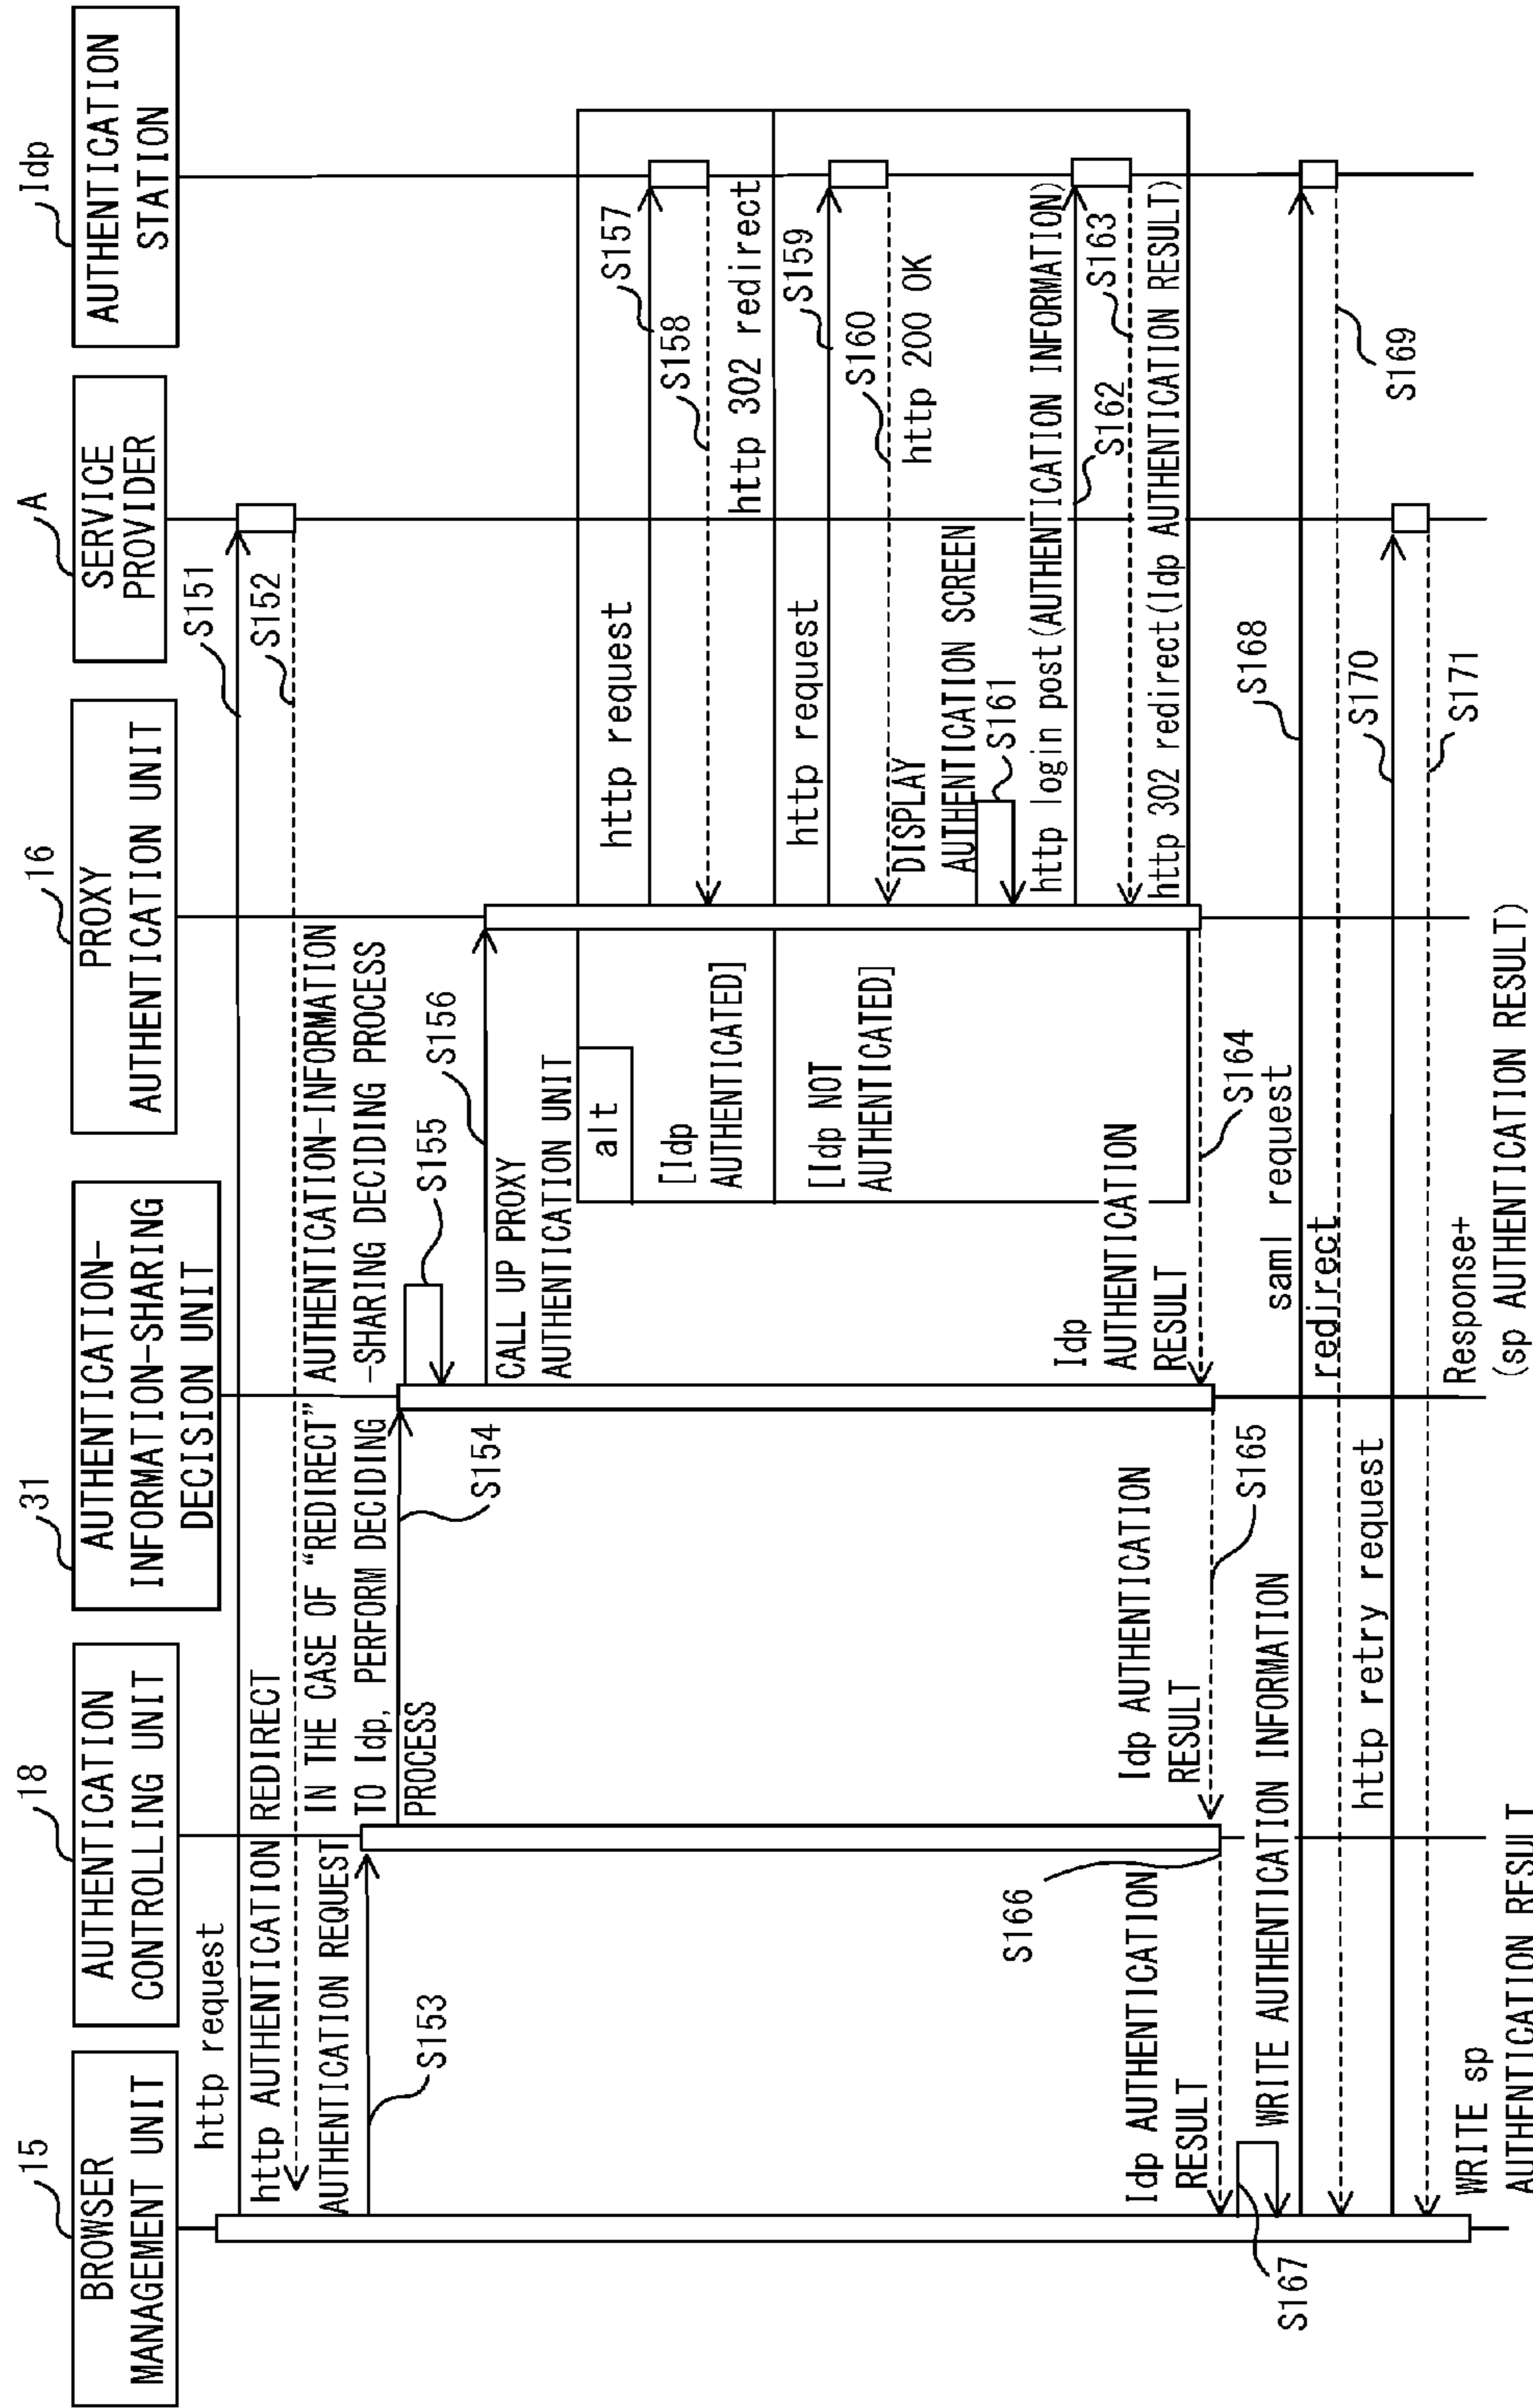 15
BROWSER
MANAGEMENT UNIT
18
AUTHENTICATION
CONTROLLING UNIT
31
AUTHENTICATION-
INFORMATION-SHARING
DECISION UNIT
16
PROXY
AUTHENTICATION UNIT
A
SERVICE
PROVIDER
Idp
AUTHENTICATION
STATION
http request
S151
http AUTHENTICATION REDIRECT
S152
AUTHENTICATION REQUEST
S153
IN THE CASE OF "REDIRECT"
TO Idp, PERFORM DECIDING
PROCESS
S154
AUTHENTICATION-INFORMATION
-SHARING DECIDING PROCESS
S155
S156
CALL UP PROXY
AUTHENTICATION UNIT
alt
[Idp
AUTHENTICATED]
http request
S157
S158
http 302 redirect
[Idp NOT
AUTHENTICATED]
http request
S159
S160
http 200 OK
DISPLAY
AUTHENTICATION SCREEN
S161
http login post(AUTHENTICATION INFORMATION)
S162
S163
http 302 redirect(Idp AUTHENTICATION RESULT)
Idp
AUTHENTICATION
RESULT
S164
Idp AUTHENTICATION
RESULT
S165
S166
Idp AUTHENTICATION
RESULT
WRITE AUTHENTICATION INFORMATION
S167
saml request
S168
redirect
S169
http retry request
S170
S171
Response+
(sp AUTHENTICATION RESULT)
WRITE sp
AUTHENTICATION RESULT